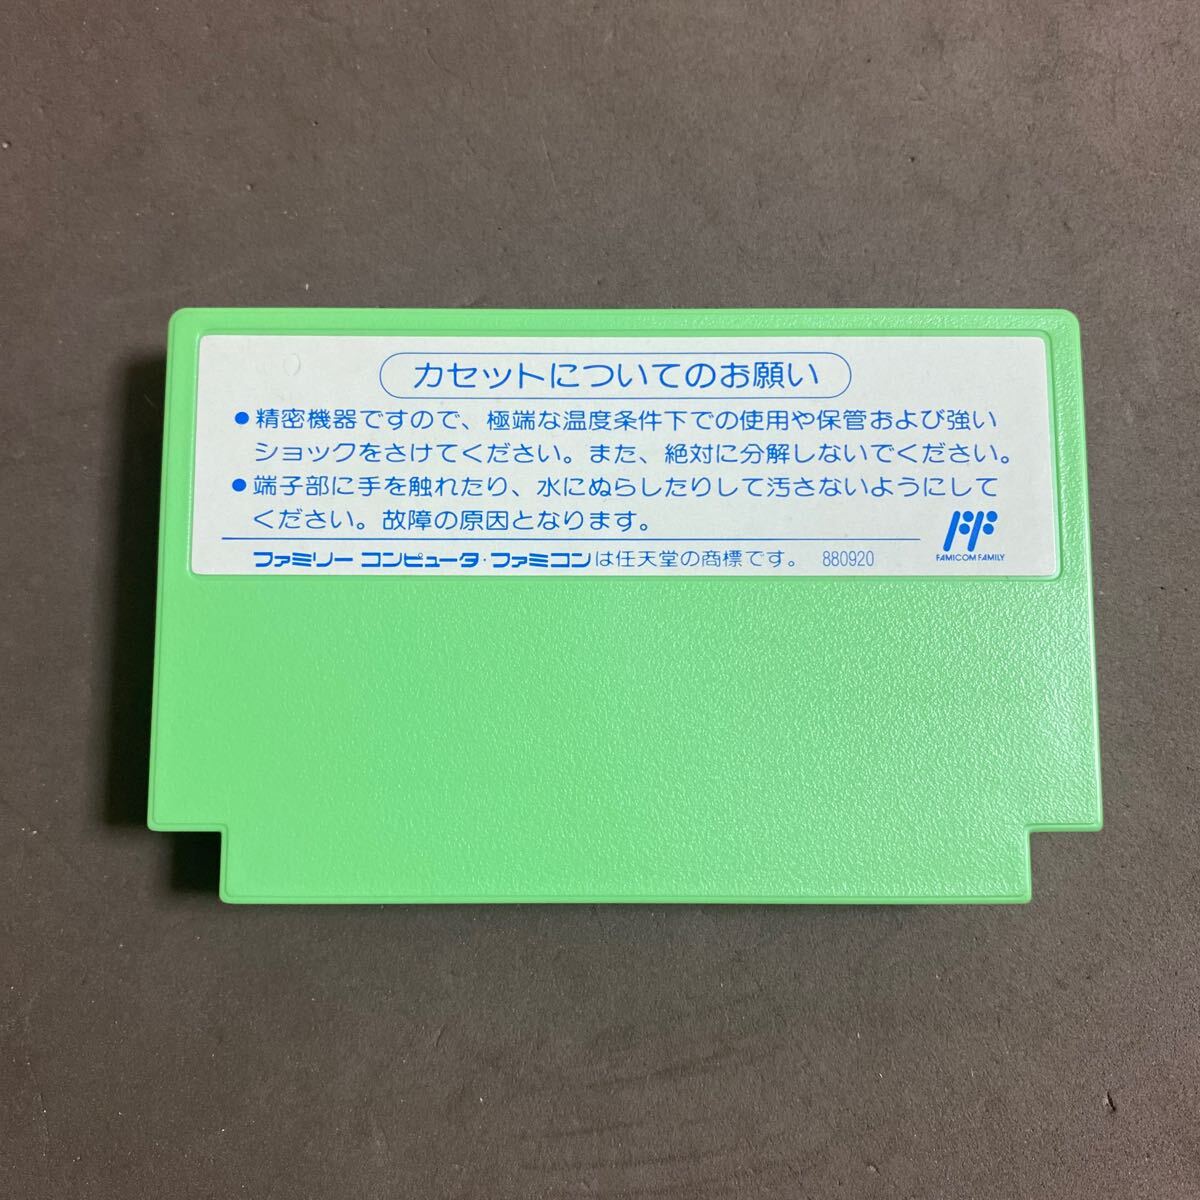 カセットについてのお願い
●精密機器ですので、極端な温度条件下での使用や保管および強い
ショックをさけてください。また、絶対に分解しないでください。
●端子部に手を触れたり、水にぬらしたりして汚さないようにして
ください。故障の原因となります。
ファミリーコンピュータ・ファミコンは任天堂の商標です。 880920
FF
FAMICOM FAMILY